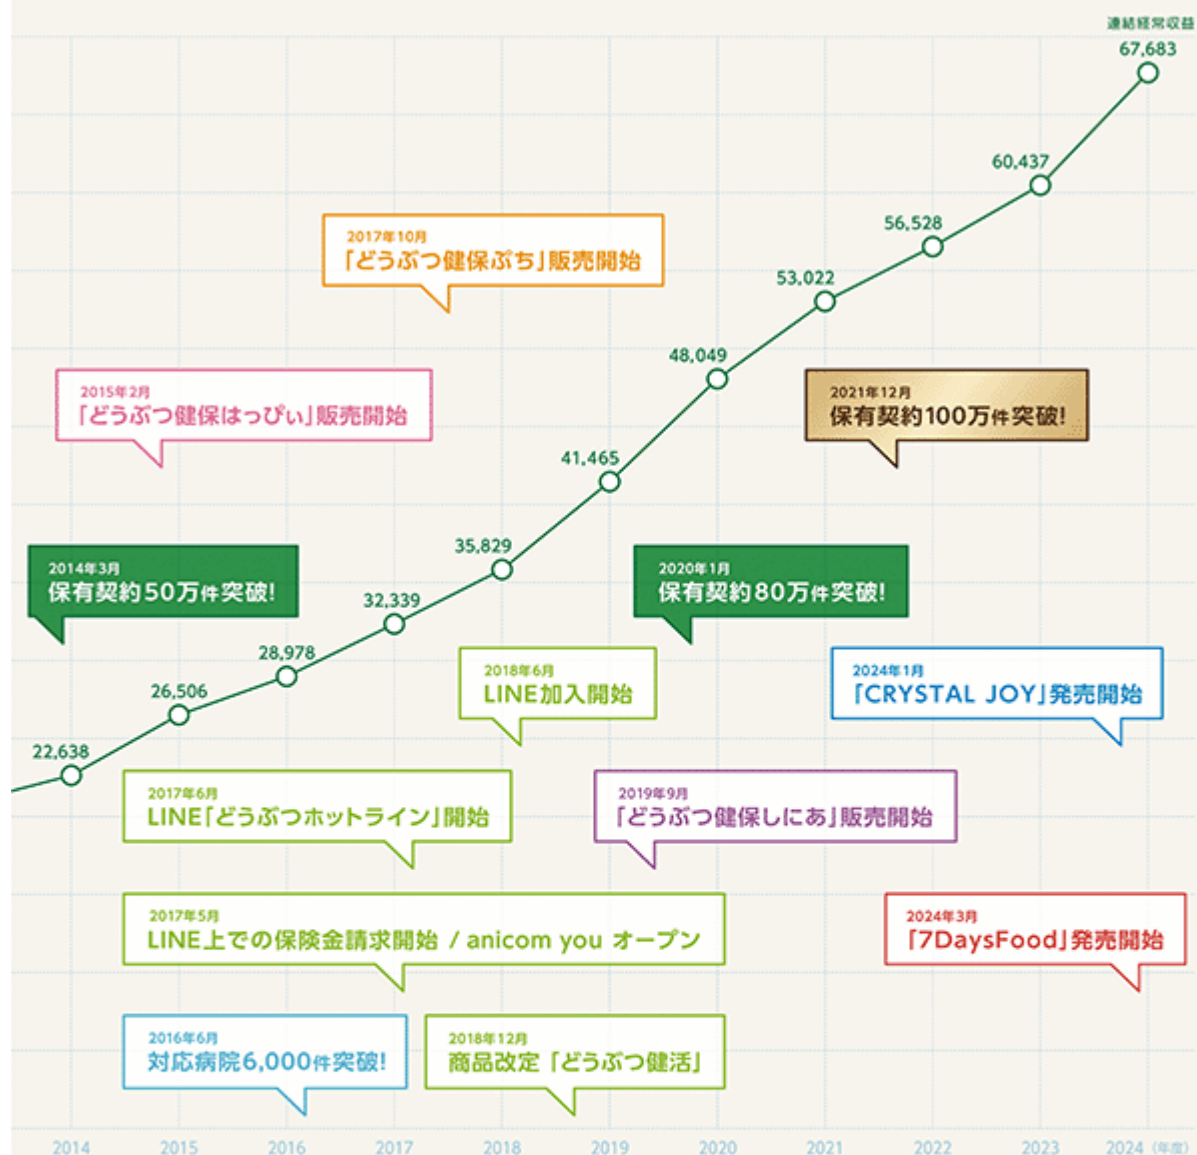 連結経常収益
67,683
60,437
56,528
53,022
48,049
41,465
35,829
32,339
28,978
26,506
22,638
2017年10月
「どうぶつ健保ぷち」販売開始
2015年2月
「どうぶつ健保はっぴぃ」販売開始
2021年12月
保有契約100万件突破!
2014年3月
保有契約50万件突破!
2020年1月
保有契約80万件突破!
2018年6月
LINE加入開始
2024年1月
「CRYSTAL JOY」発売開始
2017年6月
LINE「どうぶつホットライン」開始
2019年9月
「どうぶつ健保しにあ」販売開始
2017年5月
LINE上での保険金請求開始 / anicom you オープン
2024年3月
「7DaysFood」発売開始
2016年6月
対応病院6,000件突破!
2018年12月
商品改定「どうぶつ健活」
2014 2015 2016 2017 2018 2019 2020 2021 2022 2023 2024 (年度)